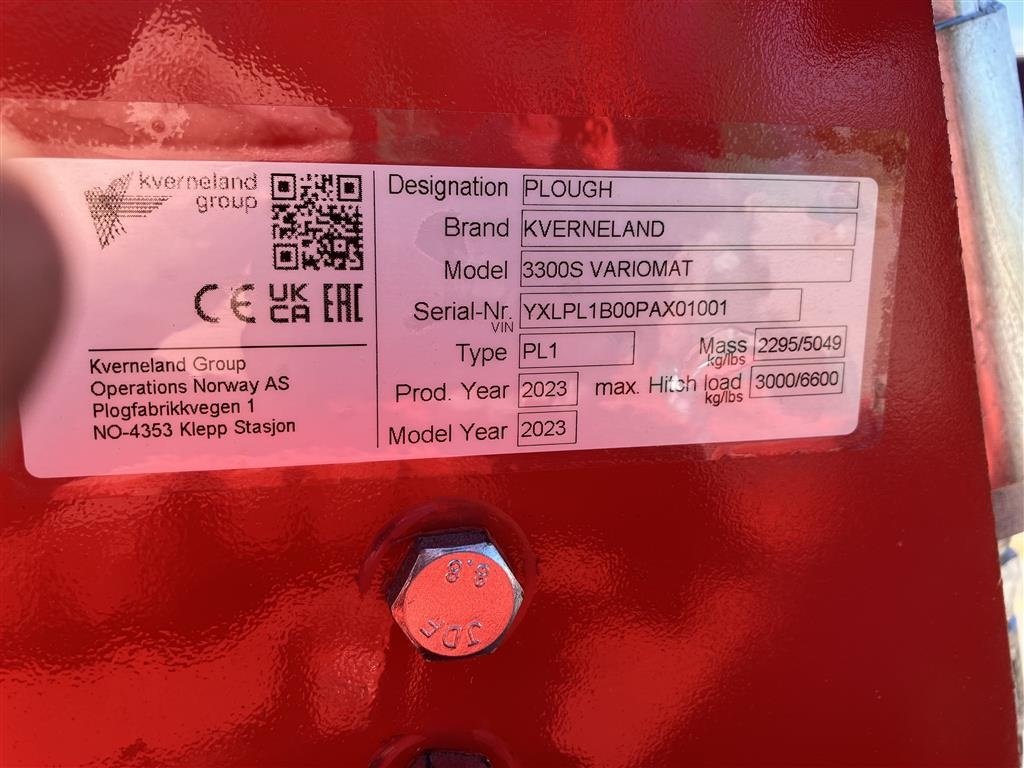 kverneland
group
CE UK
CA EAC
Kverneland Group
Operations Norway AS
Plogfabrikkvegen 1
NO-4353 Klepp Stasjon
Designation PLOUGH
Brand KVERNELAND
Model 3300S VARIOMAT
Serial-Nr. YXLPL1B00PAX01001
VIN
Type PL1 Mass 2295/5049
kg/lbs
Prod. Year 2023 max. Hitch load 3000/6600
kg/lbs
Model Year 2023
8.8
JDF